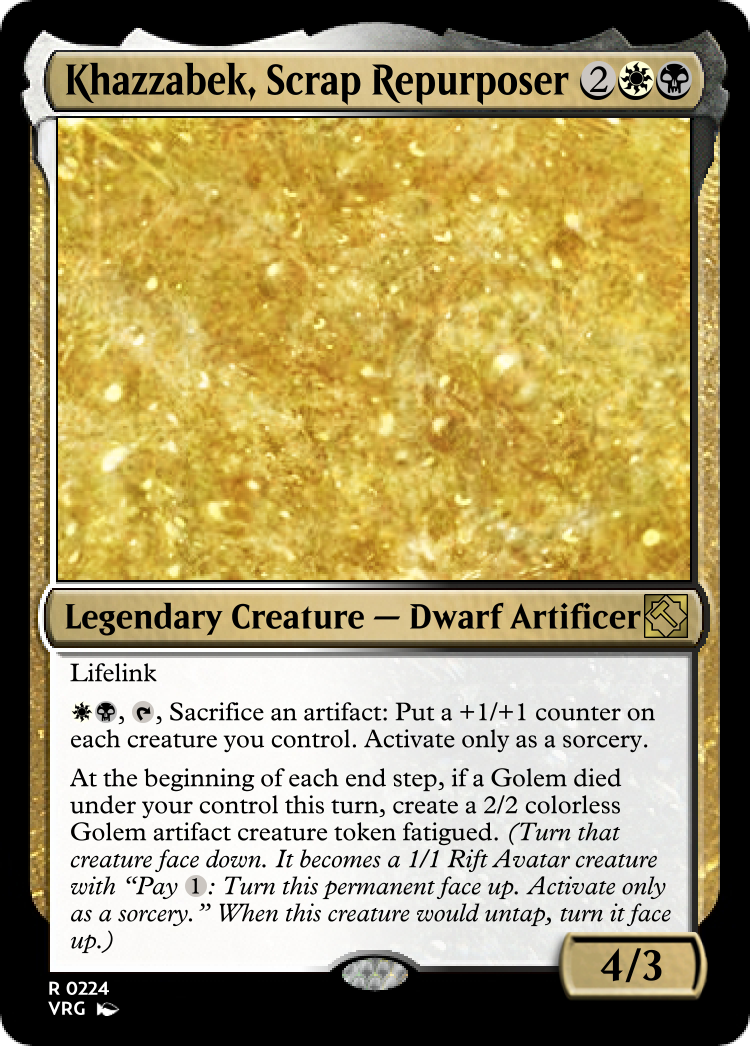 Khazzabek, Scrap Repurposer 2
Legendary Creature — Dwarf Artificer
Lifelink
, , Sacrifice an artifact: Put a +1/+1 counter on
each creature you control. Activate only as a sorcery.
At the beginning of each end step, if a Golem died
under your control this turn, create a 2/2 colorless
Golem artifact creature token fatigued. (Turn that
creature face down. It becomes a 1/1 Rift Avatar creature
with “Pay 1: Turn this permanent face up. Activate only
as a sorcery.” When this creature would untap, turn it face
up.)
4/3
R 0224
VRG